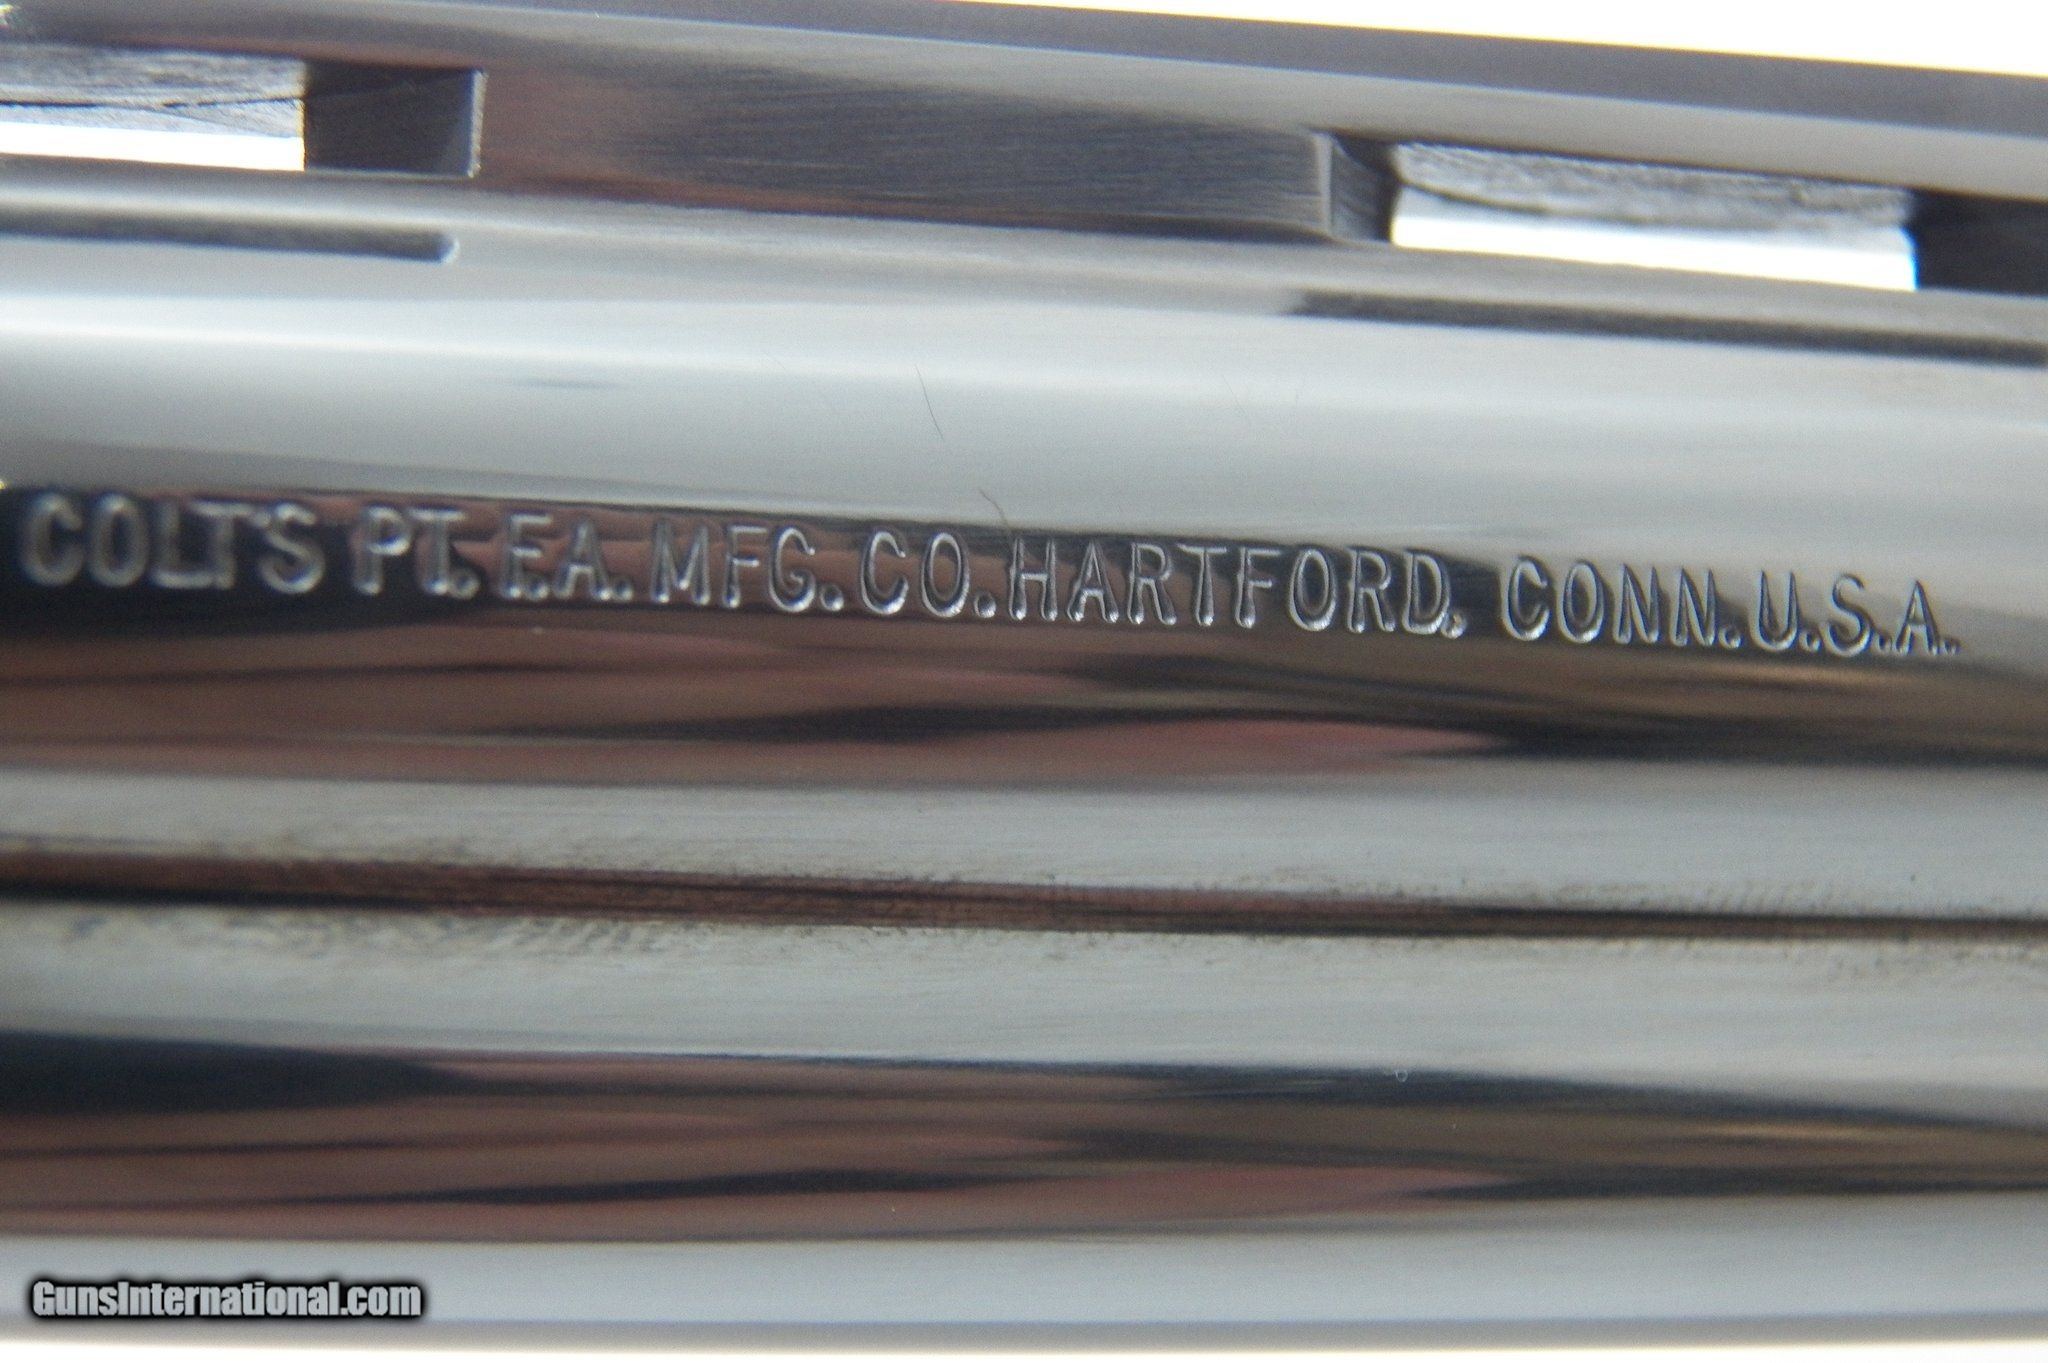 COLT'S PT. F.A. MFG. CO. HARTFORD, CONN. U.S.A.
GunsInternational.com